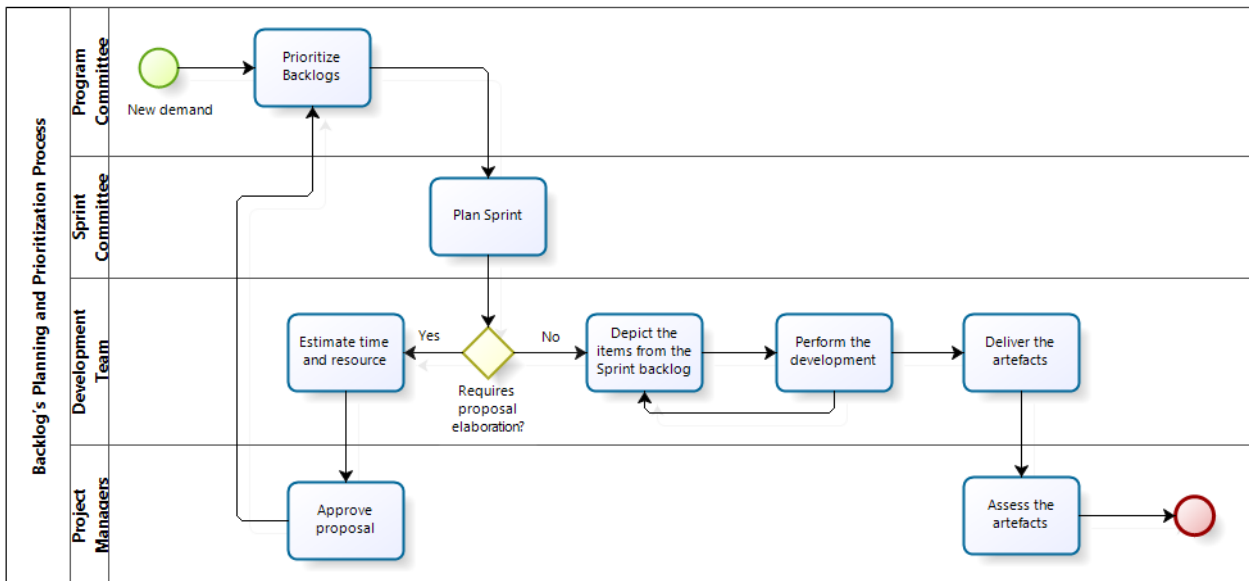 Backlog's Planning and Prioritization Process
Program
Committee
New demand
Prioritize
Backlogs
Sprint
Committee
Plan Sprint
Development
Team
Estimate time
and resource
Yes
Requires
proposal
elaboration?
No
Depict the
items from the
Sprint backlog
Perform the
development
Deliver the
artefacts
Project
Managers
Approve
proposal
Assess the
artefacts